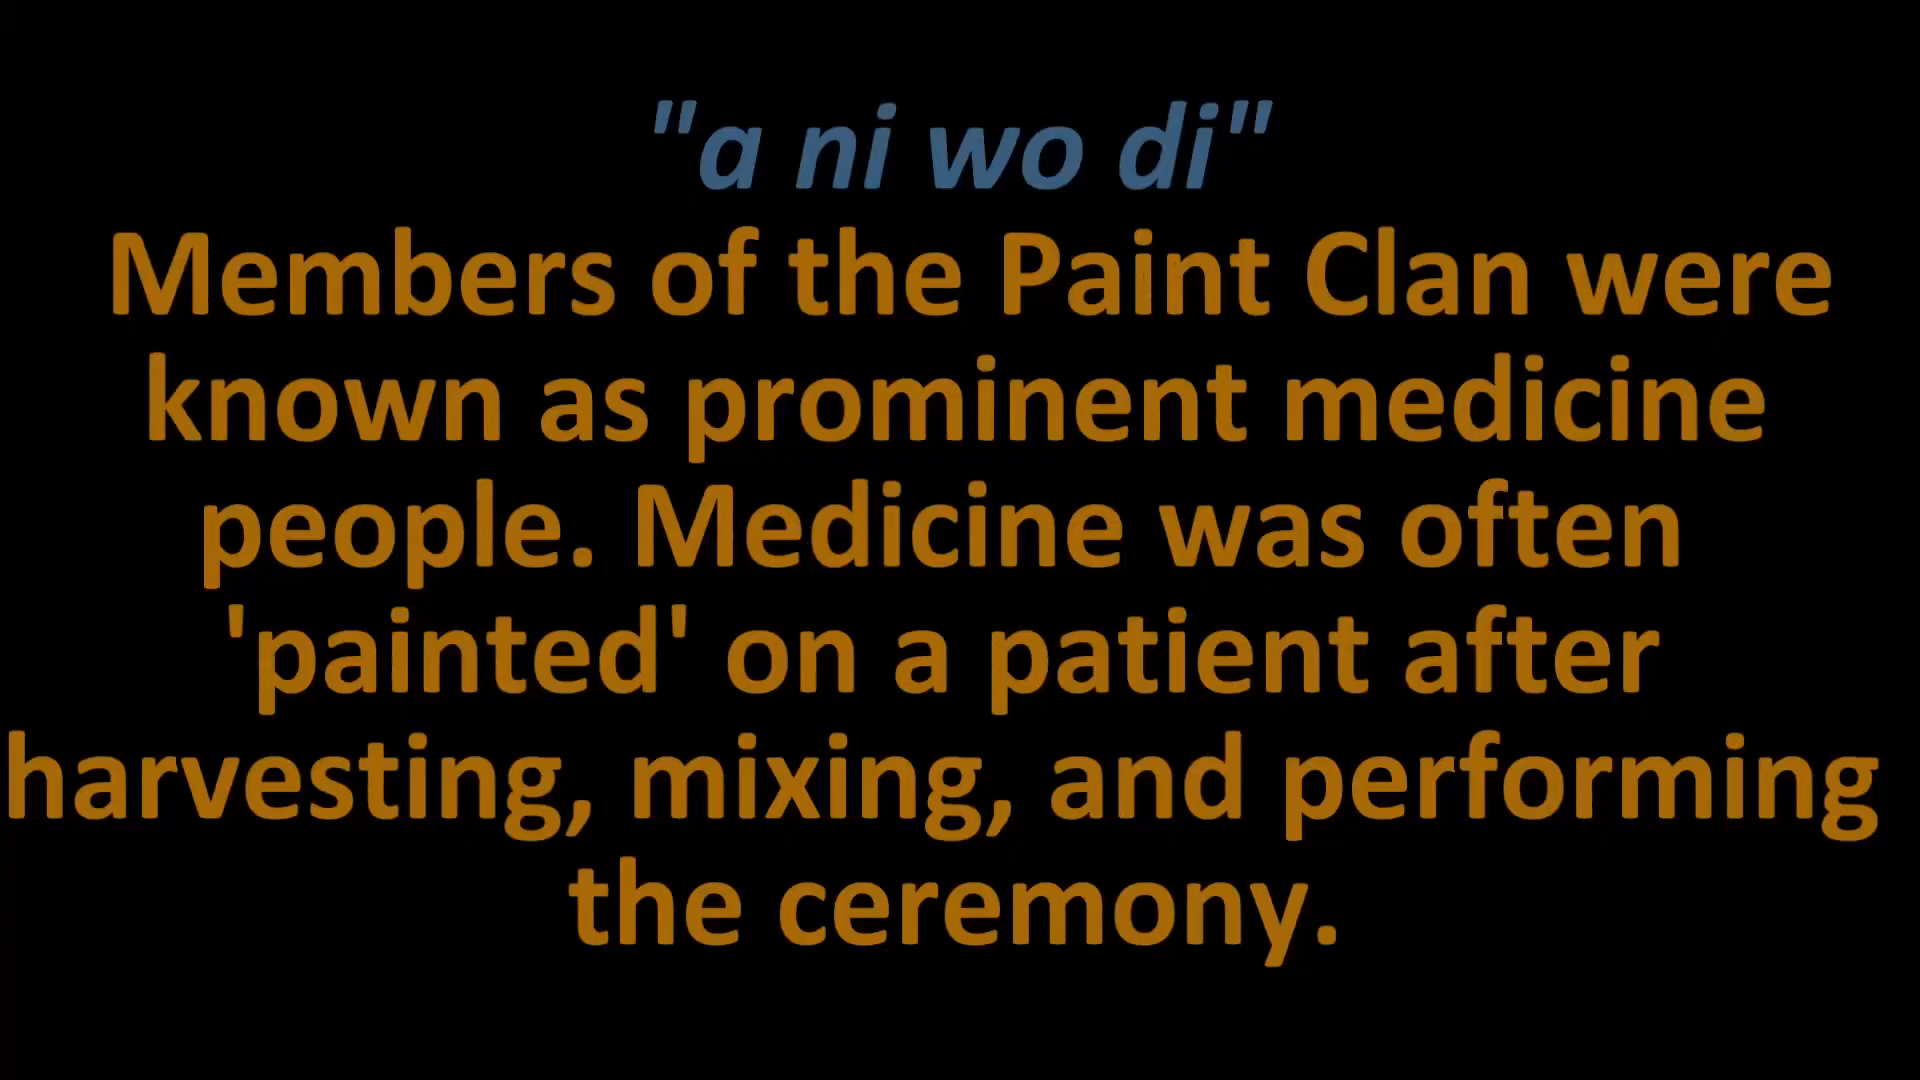 "a ni wo di"
Members of the Paint Clan were
known as prominent medicine
people. Medicine was often
'painted' on a patient after
harvesting, mixing, and performing
the ceremony.